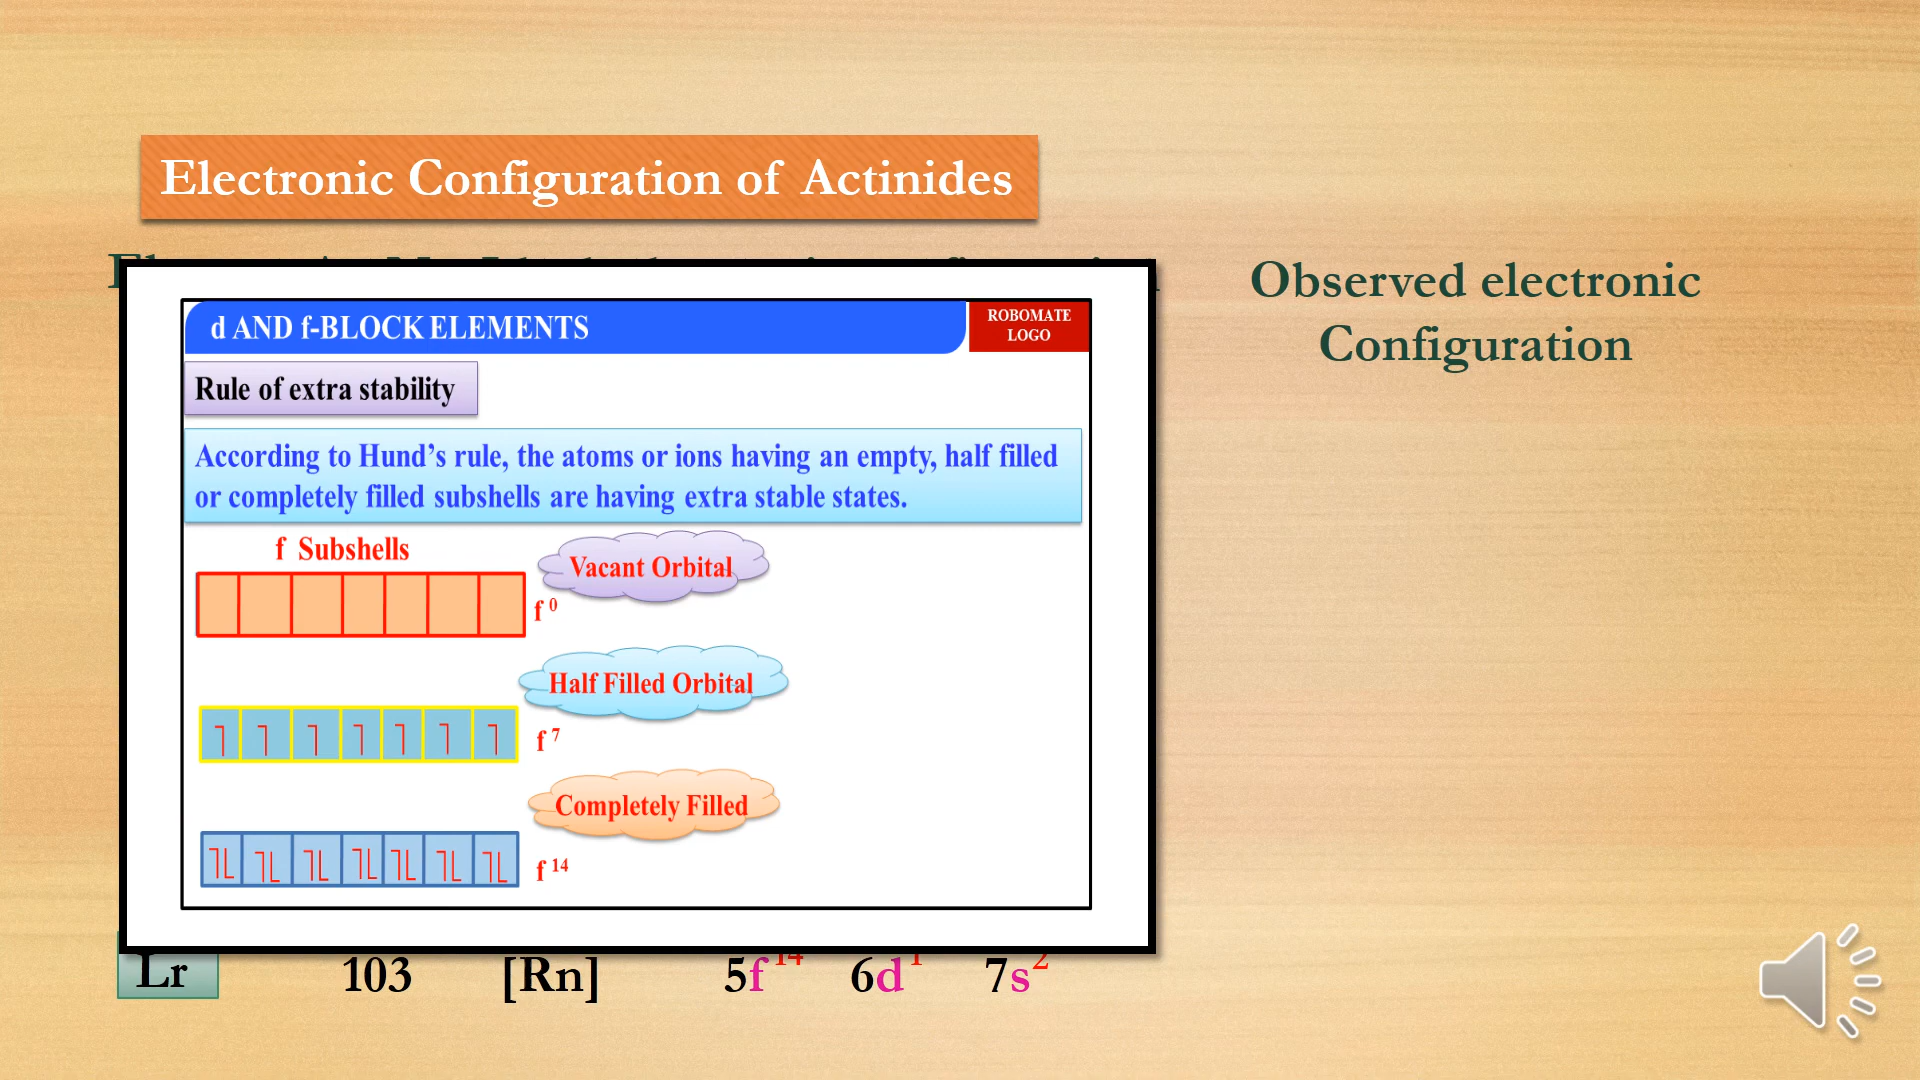 Electronic Configuration of Actinides
Observed electronic
Configuration
d AND f-BLOCK ELEMENTS
ROBOMATE
LOGO
Rule of extra stability
According to Hund's rule, the atoms or ions having an empty, half filled
or completely filled subshells are having extra stable states.
f Subshells
Vacant Orbital
f 0
Half Filled Orbital
f 7
Completely Filled
f 14
Lr 103 [Rn] 5f 14 6d 1 7s 2